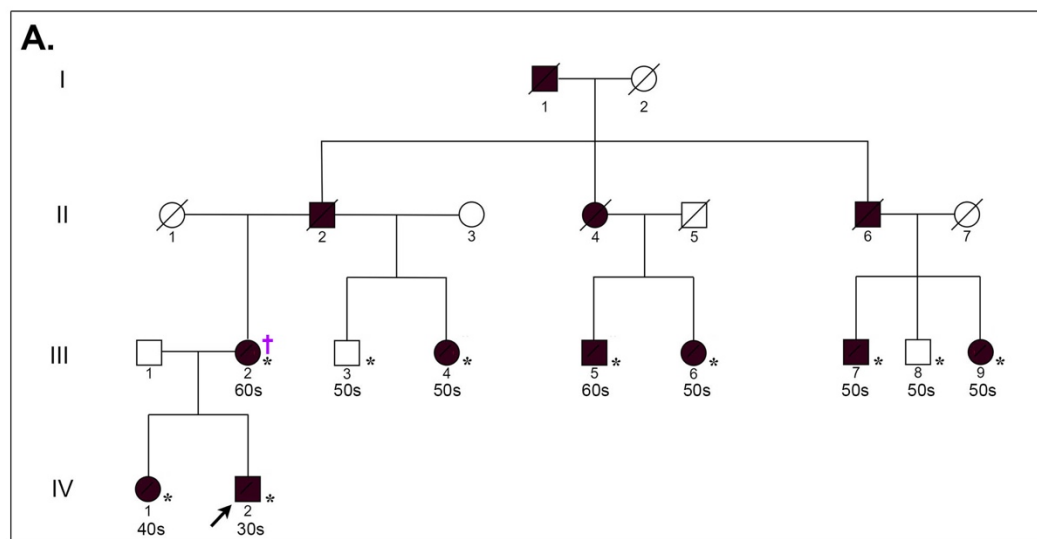 A.
I
1 2
II
1 2 3 4 5 6 7
III
†
1 2 * 3 * 4 * 5 * 6 * 7 * 8 * 9 *
60s 50s 50s 60s 50s 50s 50s 50s
IV
1 * 2 *
40s 30s